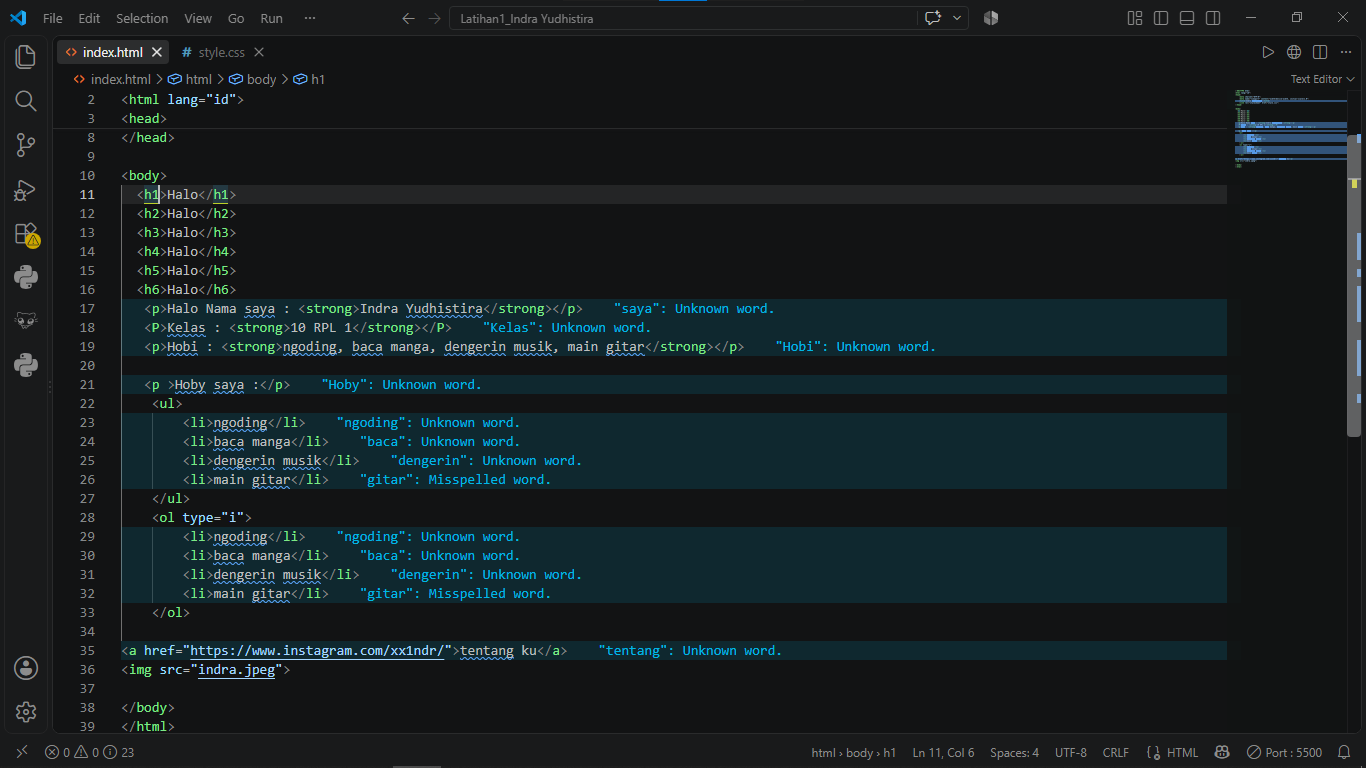 File Edit Selection View Go Run ···
Latihan1_Indra Yudhistira
index.html
# style.css
index.html > html > body > h1
Text Editor
2 <html lang="id">
3 <head>
8 </head>
9
10 <body>
11 <h1>Halo</h1>
12 <h2>Halo</h2>
13 <h3>Halo</h3>
14 <h4>Halo</h4>
15 <h5>Halo</h5>
16 <h6>Halo</h6>
17 <p>Halo Nama saya : <strong>Indra Yudhistira</strong></p> "saya": Unknown word.
18 <P>Kelas : <strong>10 RPL 1</strong></P> "Kelas": Unknown word.
19 <p>Hobi : <strong>ngoding, baca manga, dengerin musik, main gitar</strong></p> "Hobi": Unknown word.
20
21 <p >Hoby saya :</p> "Hoby": Unknown word.
22 <ul>
23 <li>ngoding</li> "ngoding": Unknown word.
24 <li>baca manga</li> "baca": Unknown word.
25 <li>dengerin musik</li> "dengerin": Unknown word.
26 <li>main gitar</li> "gitar": Misspelled word.
27 </ul>
28 <ol type="i">
29 <li>ngoding</li> "ngoding": Unknown word.
30 <li>baca manga</li> "baca": Unknown word.
31 <li>dengerin musik</li> "dengerin": Unknown word.
32 <li>main gitar</li> "gitar": Misspelled word.
33 </ol>
34
35 <a href="https://www.instagram.com/xx1ndr/">tentang ku</a> "tentang": Unknown word.
36 <img src="indra.jpeg">
37
38 </body>
39 </html>
0 0 23 html > body > h1 Ln 11, Col 6 Spaces: 4 UTF-8 CRLF HTML Port : 5500